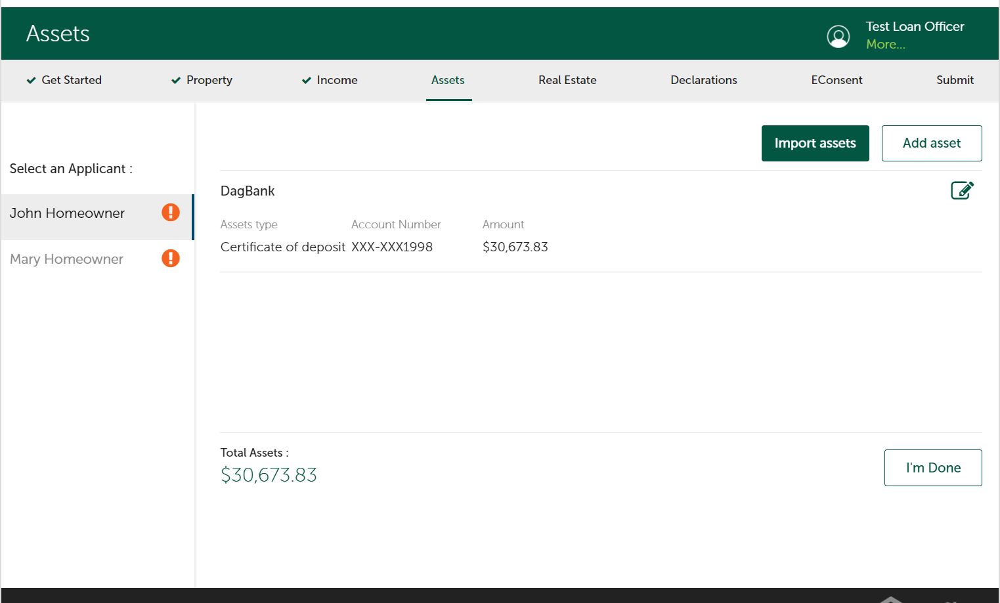 Assets
Test Loan Officer
More...
Get Started Property Income Assets Real Estate Declarations EConsent Submit
Import assets Add asset
Select an Applicant :
John Homeowner
Mary Homeowner
DagBank
Assets type Account Number Amount
Certificate of deposit XXX-XXX1998 $30,673.83
Total Assets :
$30,673.83
I'm Done